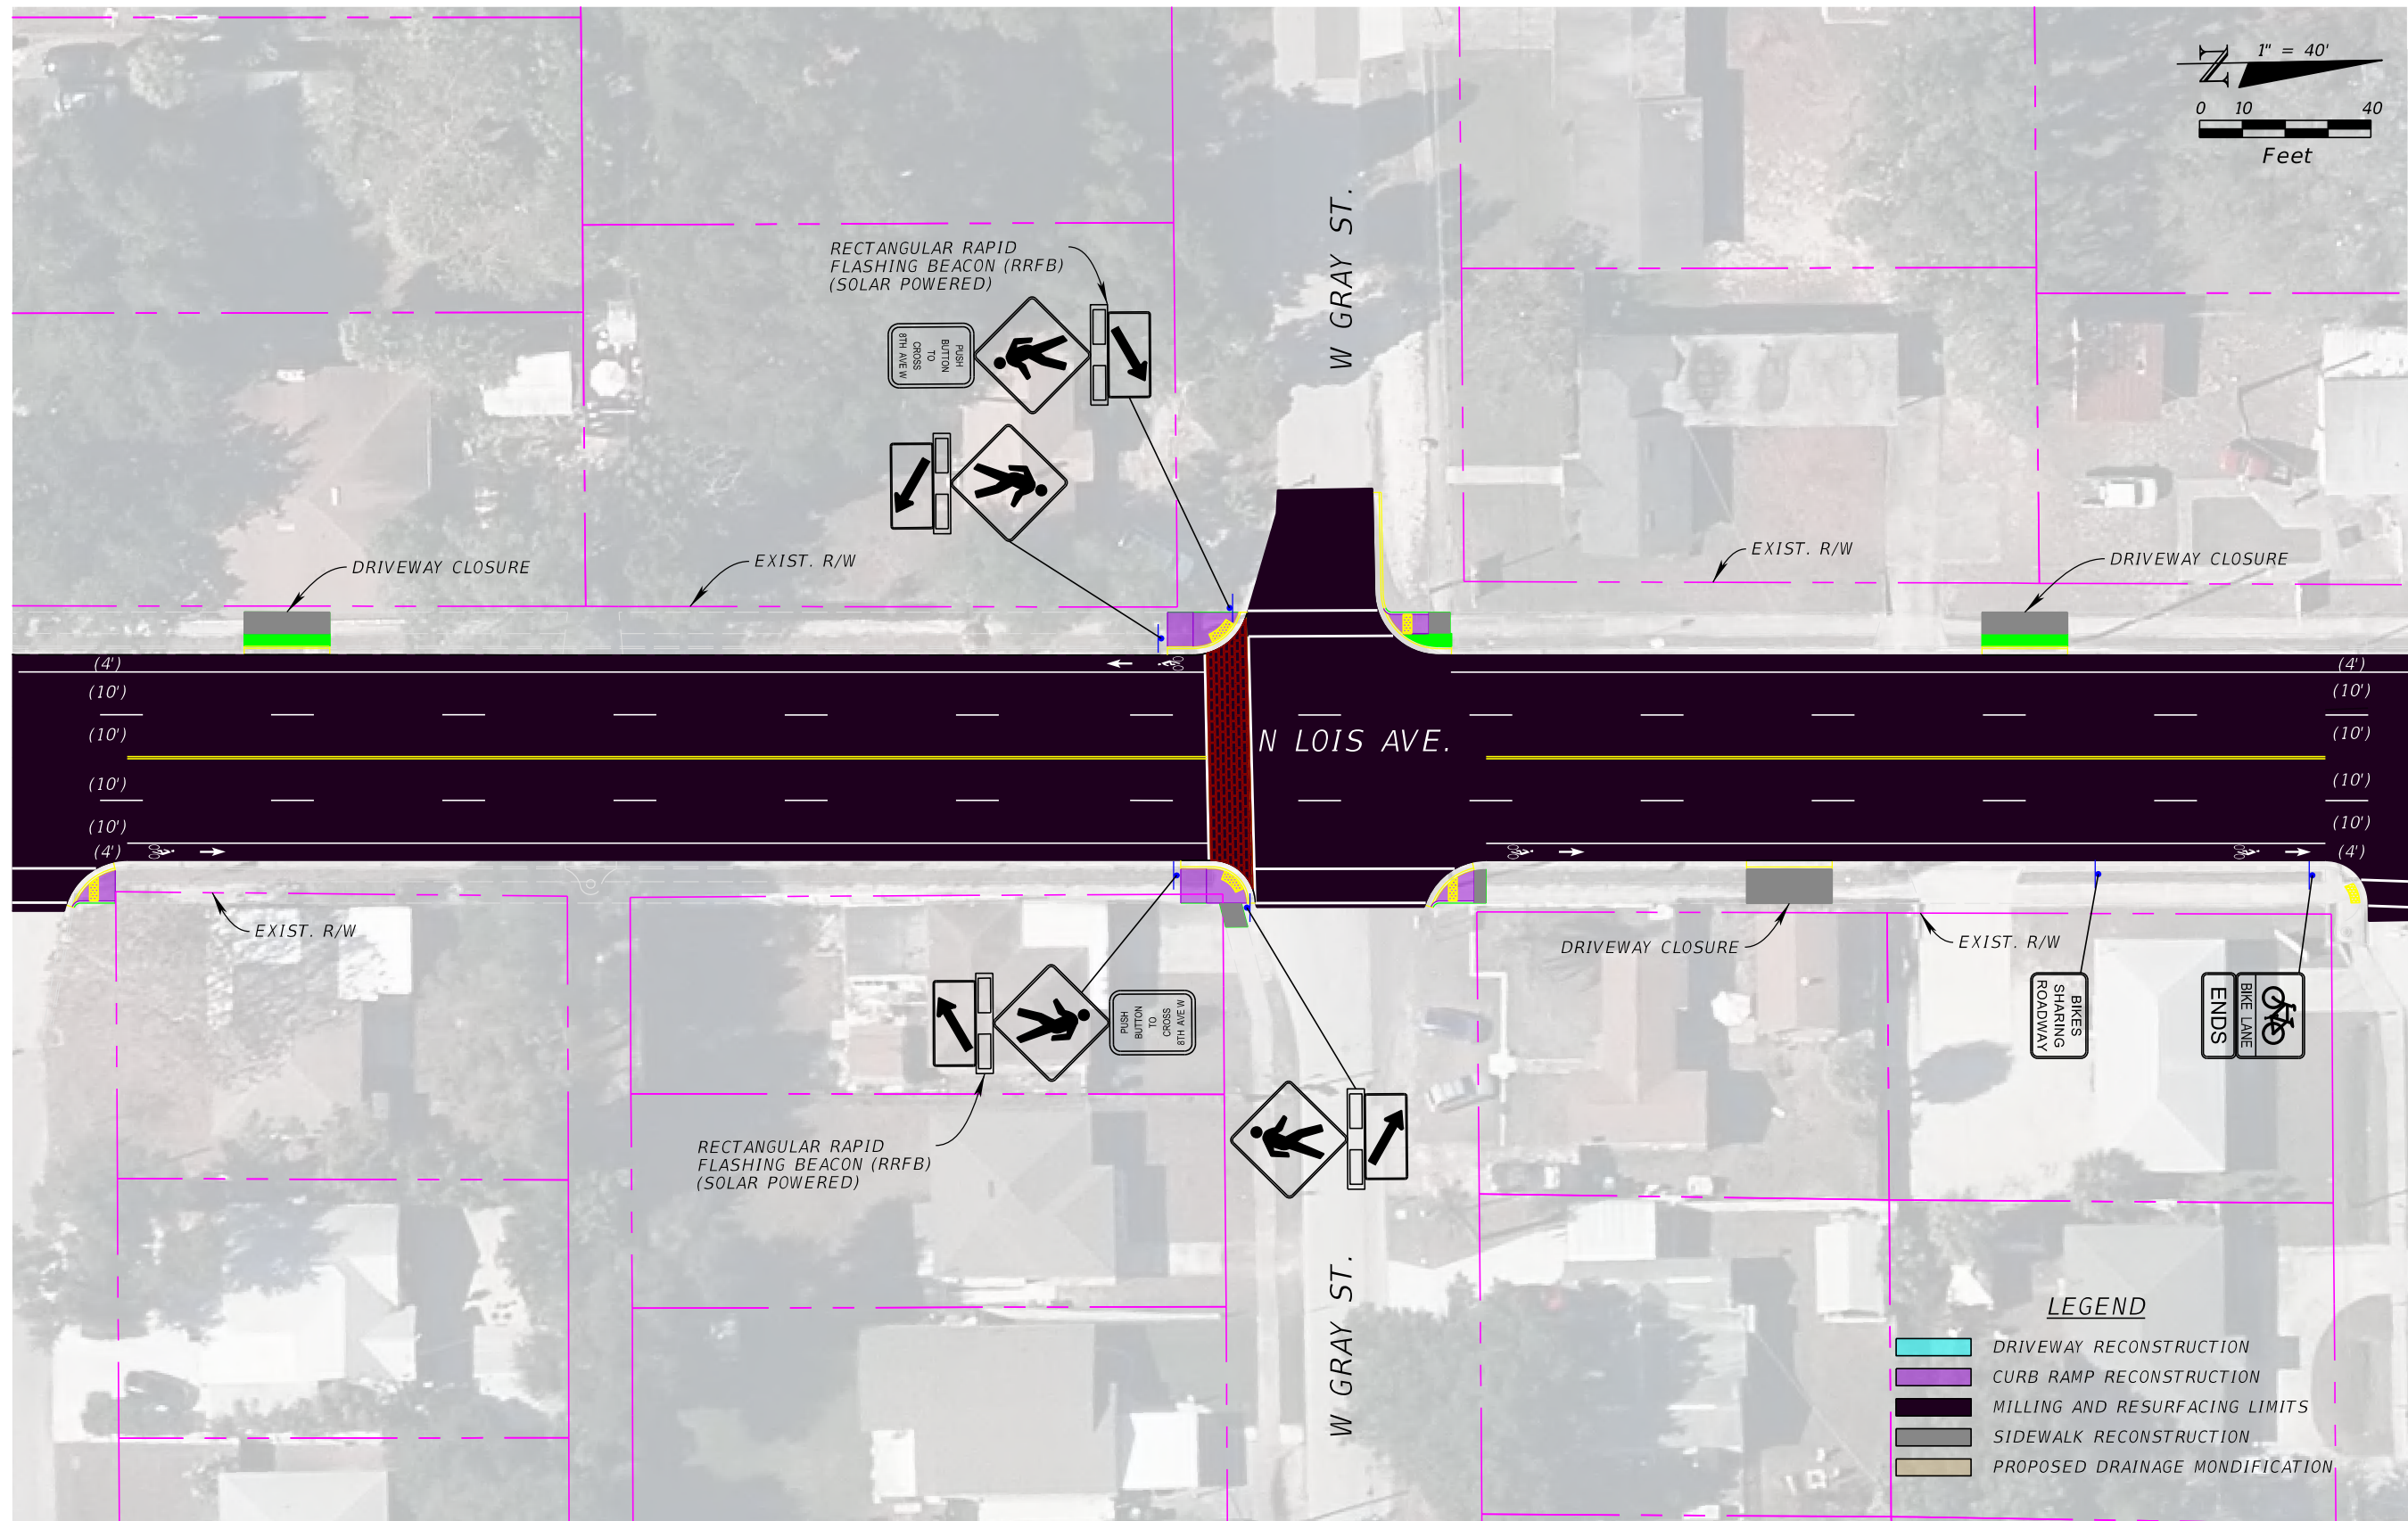 N
1" = 40'
0 10 40
Feet
W GRAY ST.
RECTANGULAR RAPID
FLASHING BEACON (RRFB)
(SOLAR POWERED)
PUSH
BUTTON
TO
CROSS
8TH AVE W
DRIVEWAY CLOSURE
EXIST. R/W
EXIST. R/W
DRIVEWAY CLOSURE
(4')
(10')
(10')
(10')
(10')
(4')
N LOIS AVE.
(4')
(10')
(10')
(10')
(10')
(4')
EXIST. R/W
DRIVEWAY CLOSURE
EXIST. R/W
PUSH
BUTTON
TO
CROSS
8TH AVE W
BIKES
SHARING
ROADWAY
BIKE LANE
ENDS
RECTANGULAR RAPID
FLASHING BEACON (RRFB)
(SOLAR POWERED)
W GRAY ST.
LEGEND
DRIVEWAY RECONSTRUCTION
CURB RAMP RECONSTRUCTION
MILLING AND RESURFACING LIMITS
SIDEWALK RECONSTRUCTION
PROPOSED DRAINAGE MONDIFICATION